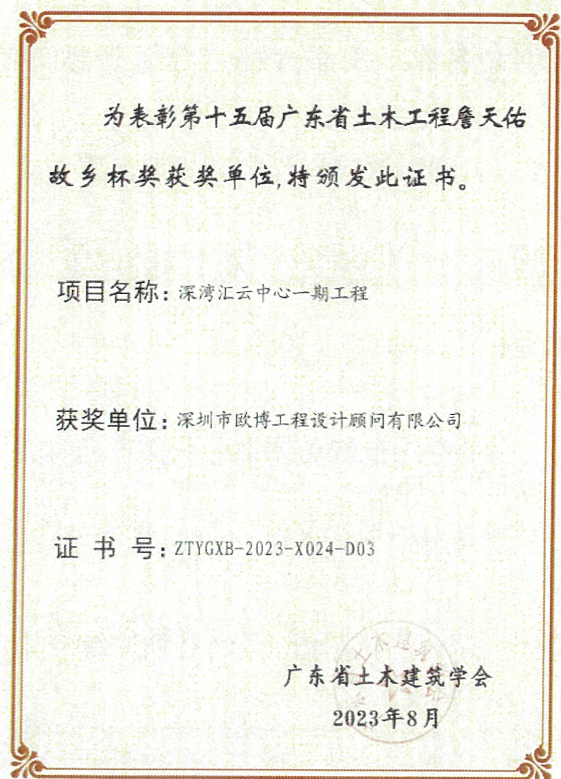 为表彰第十五届广东省土木工程詹天佑
故乡杯奖获奖单位,特颁发此证书。
项目名称:深湾汇云中心一期工程
获奖单位:深圳市欧博工程设计顾问有限公司
证书号:ZTYGXB-2023-X024-D03
广东省土木建筑学会
2023年8月